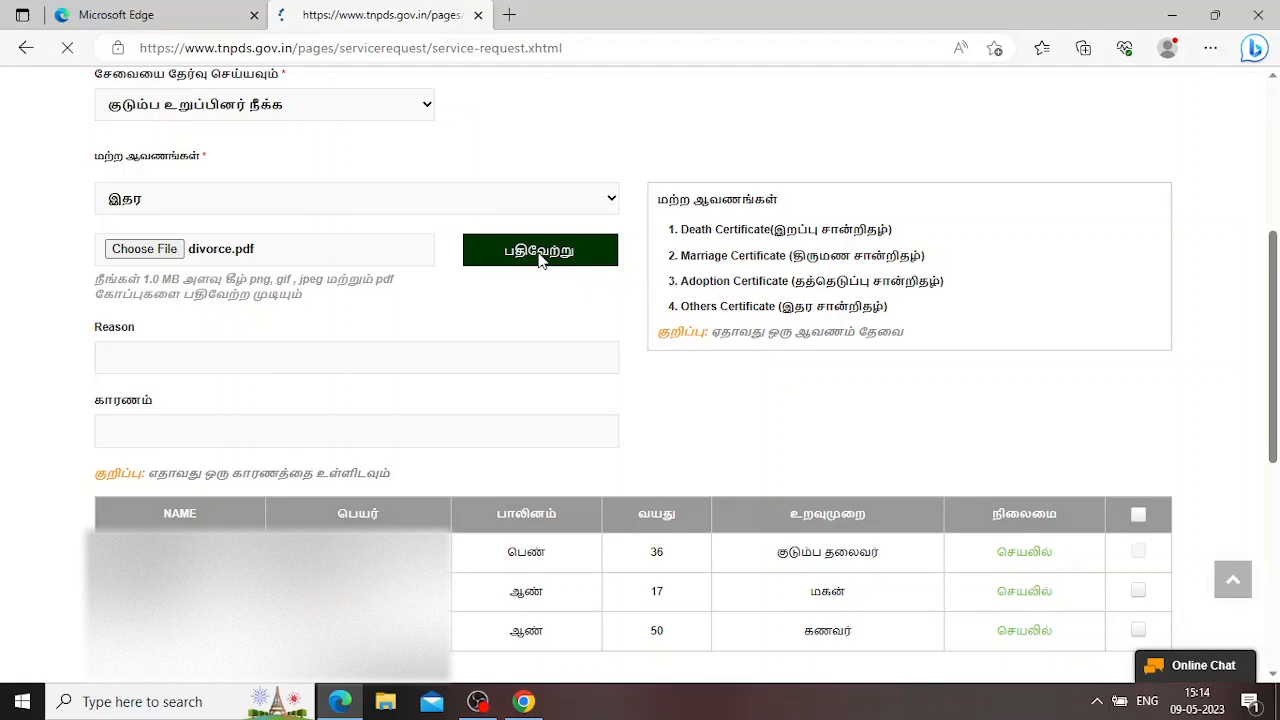 Microsoft Edge
https://www.tnpds.gov.in/pages/
https://www.tnpds.gov.in/pages/servicerequest/service-request.xhtml
சேவையை தேர்வு செய்யவும் *
குடும்ப உறுப்பினர் நீக்க
மற்ற ஆவணங்கள் *
இதர
Choose File divorce.pdf
பதிவேற்று
நீங்கள் 1.0 MB அளவு கீழ் png, gif , jpeg மற்றும் pdf
கோப்புகளை பதிவேற்ற முடியும்
மற்ற ஆவணங்கள்
1. Death Certificate(இறப்பு சான்றிதழ்)
2. Marriage Certificate (திருமண சான்றிதழ்)
3. Adoption Certificate (தத்தெடுப்பு சான்றிதழ்)
4. Others Certificate (இதர சான்றிதழ்)
குறிப்பு: ஏதாவது ஒரு ஆவணம் தேவை
Reason
காரணம்
குறிப்பு: எதாவது ஒரு காரணத்தை உள்ளிடவும்
NAME பெயர் பாலினம் வயது உறவுமுறை நிலைமை
பெண் 36 குடும்ப தலைவர் செயலில்
ஆண் 17 மகன் செயலில்
ஆண் 50 கணவர் செயலில்
Online Chat
Type here to search
ENG
15:14
09-05-2023
1